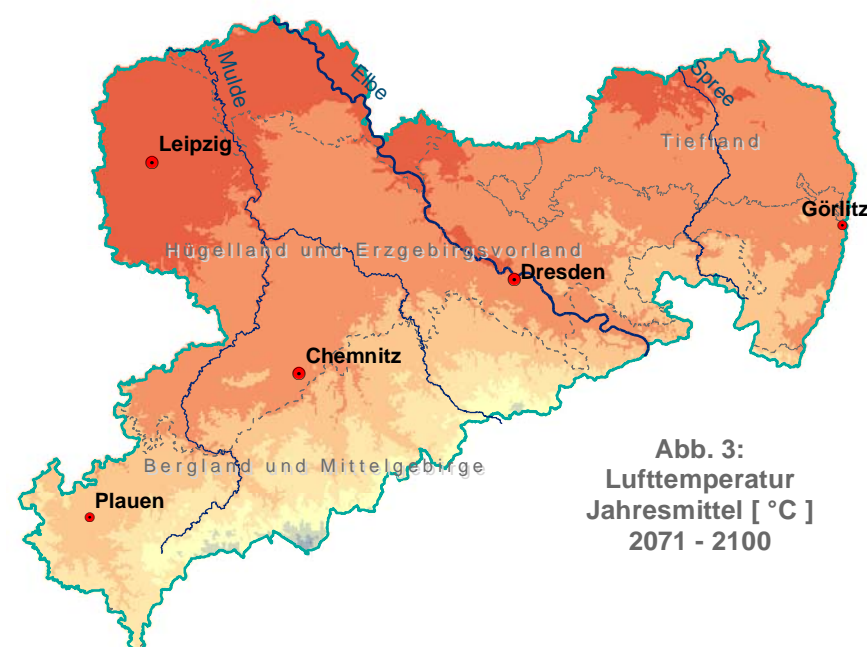 Mulde
Elbe
Spree
Leipzig
Tiefland
Görlitz
Hügelland und Erzgebirgsvorland
Dresden
Chemnitz
Bergland und Mittelgebirge
Plauen
Abb. 3:
Lufttemperatur
Jahresmittel [ °C ]
2071 - 2100